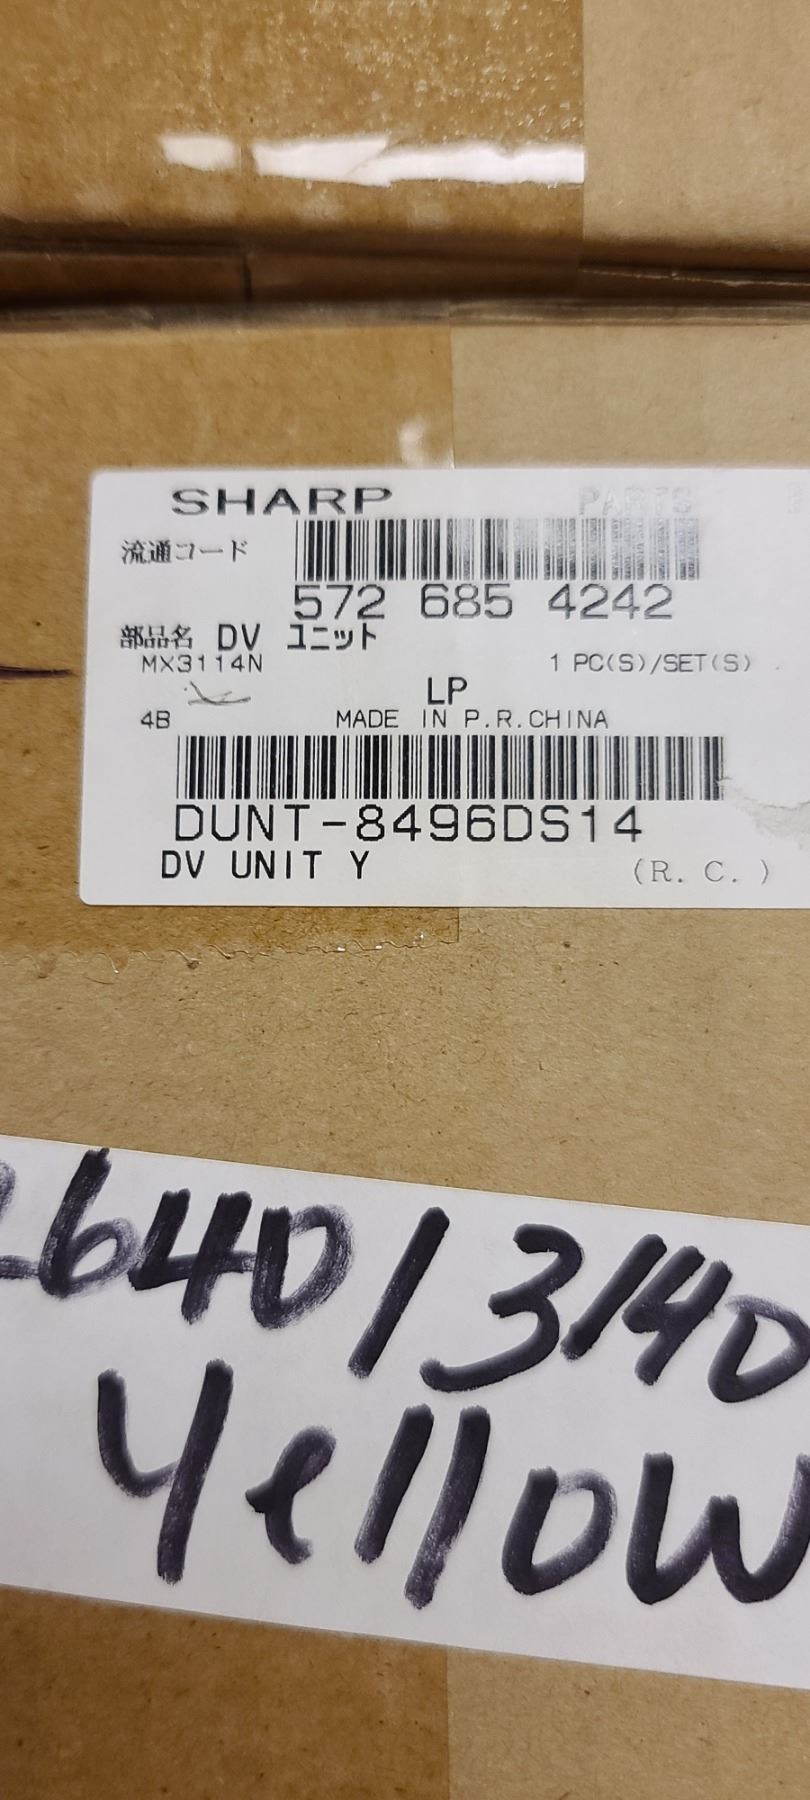 SHARP PARTS
流通コード
572 685 4242
部品名 DV ユニット
MX3114N 1 PC(S)/SET(S)
LP
4B MADE IN P.R.CHINA
DUNT-8496DS14
DV UNIT Y (R.C.)
2640/3140
Yellow